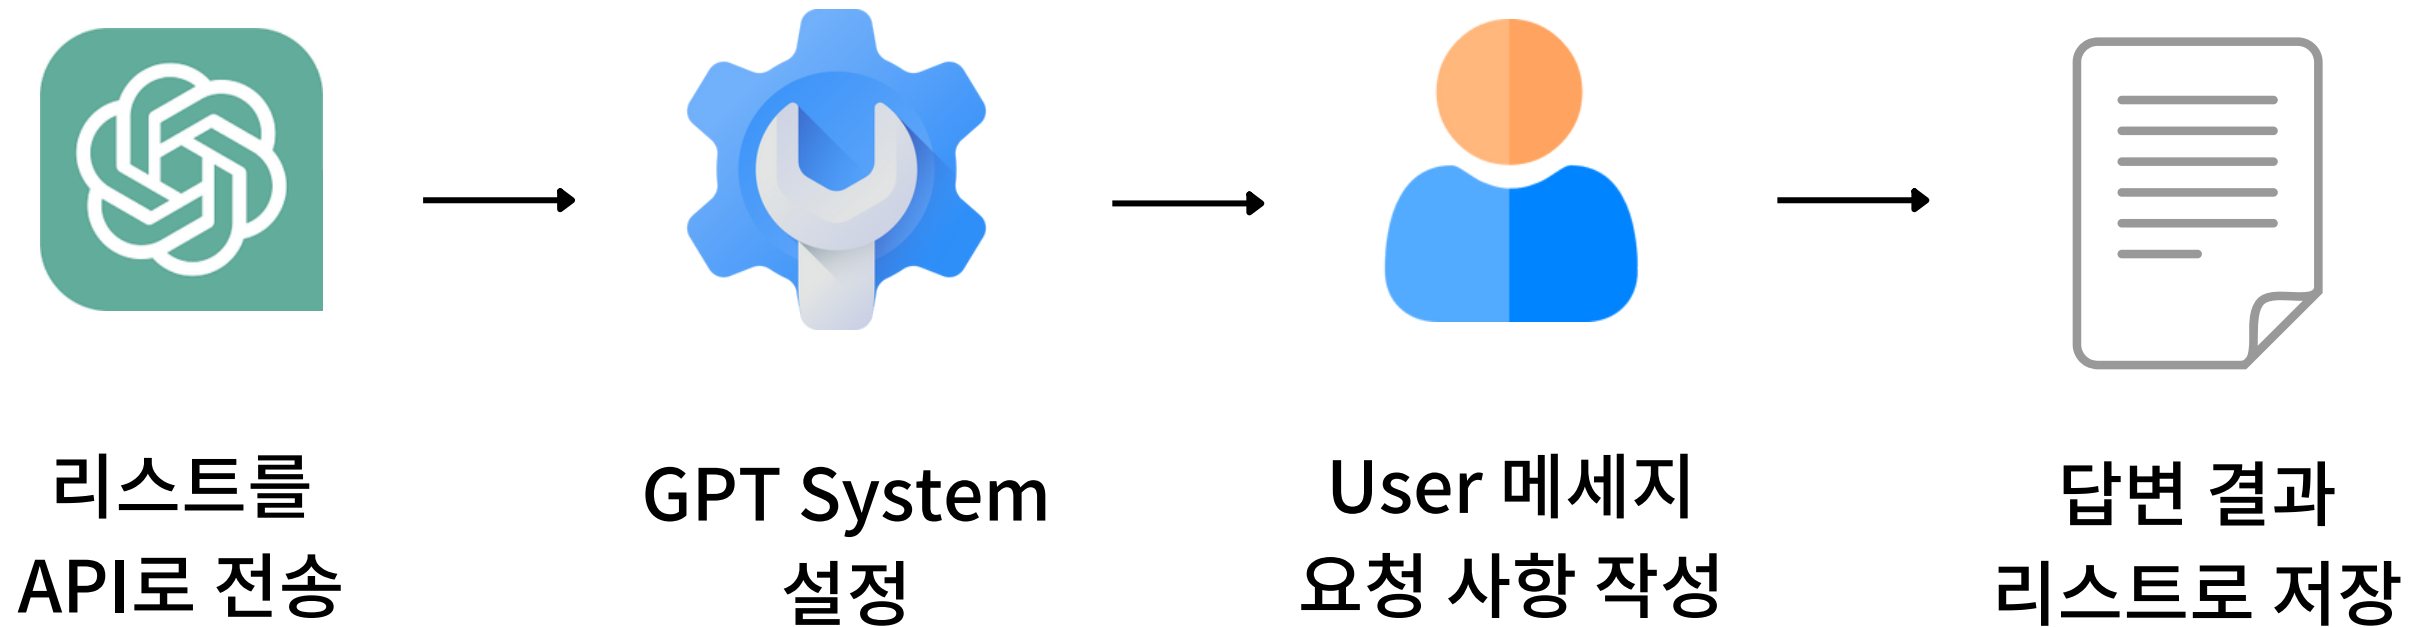 리스트를
API로 전송
GPT System
설정
User 메세지
요청 사항 작성
답변 결과
리스트로 저장